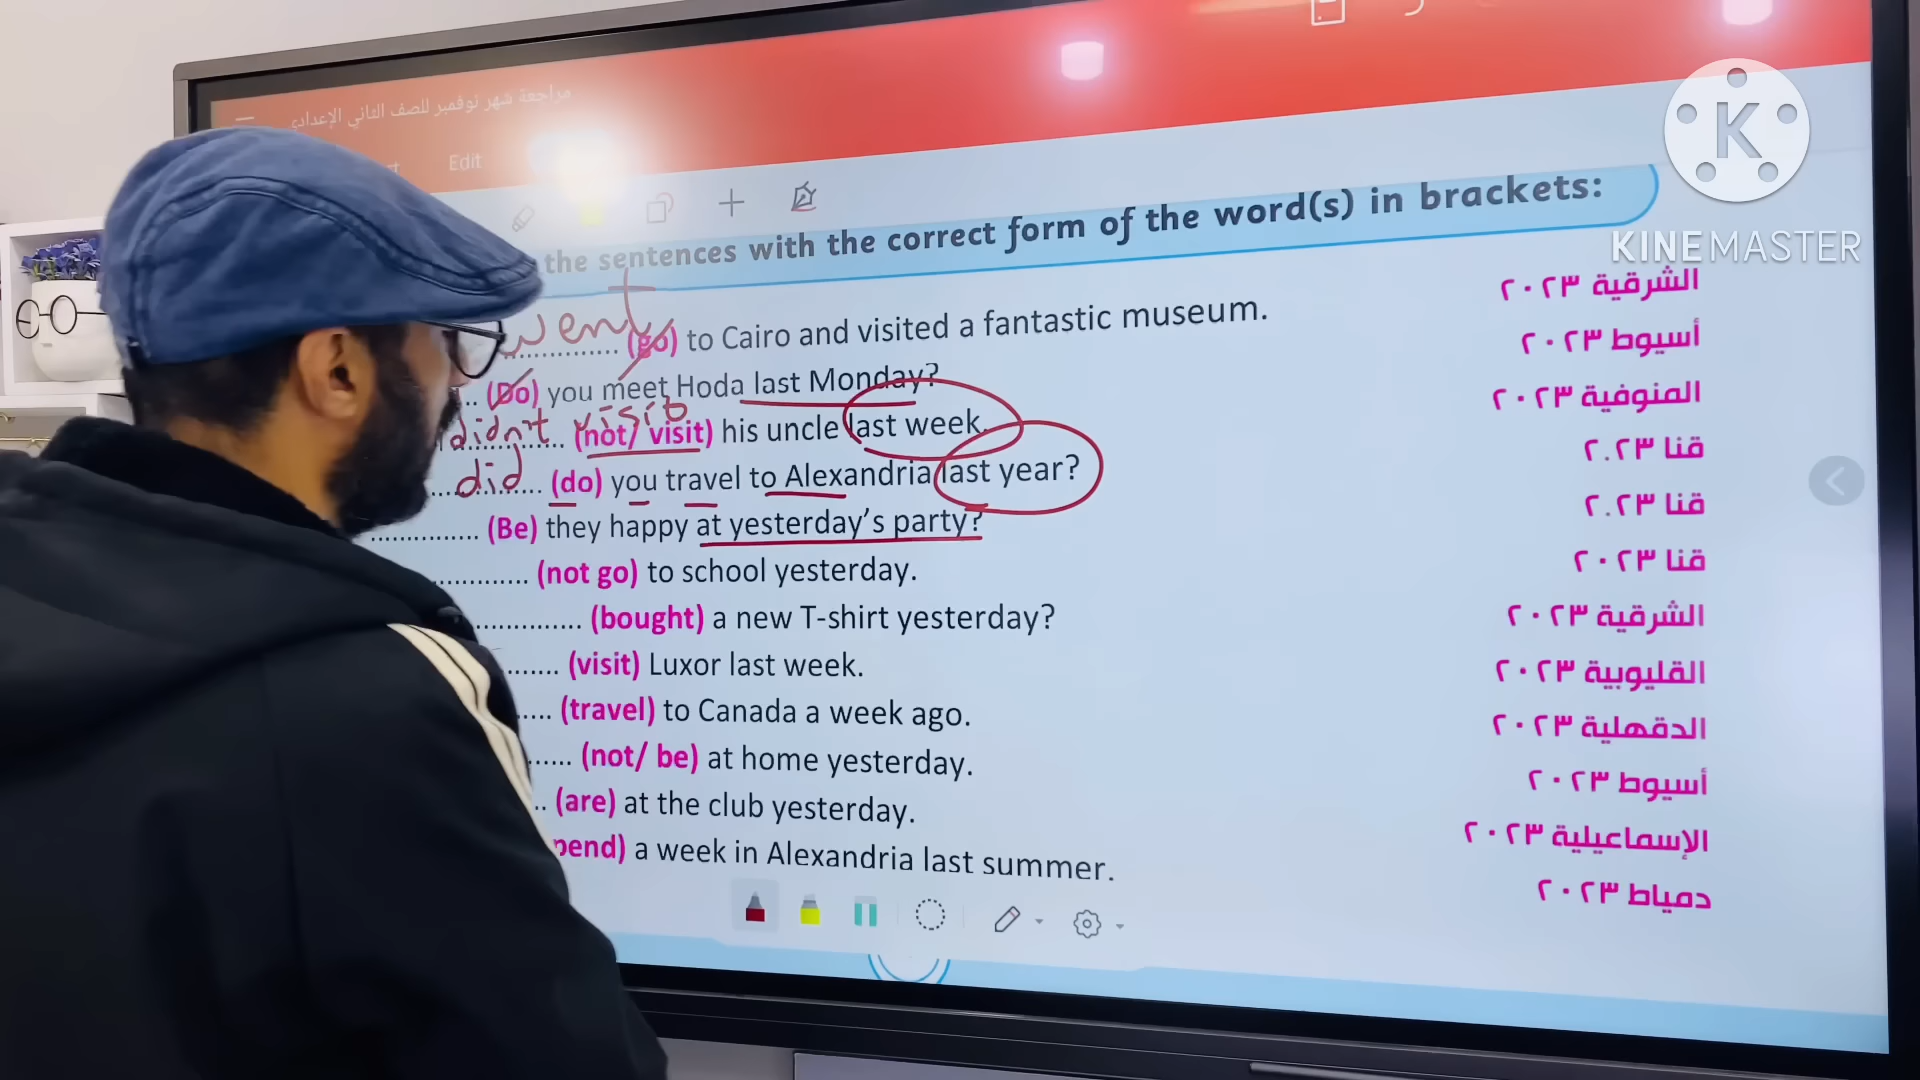 مراجعة شهر نوفمبر للصف الثاني الإعدادي
Edit
the sentences with the correct form of the word(s) in brackets:
KINEMASTER
went
............... (go) to Cairo and visited a fantastic museum. الشرقية ٢٠٢٣
.. (Do) you meet Hoda last Monday? أسيوط ٢٠٢٣
didn't visit
.............. (not/ visit) his uncle last week. المنوفية ٢٠٢٣
did
.............. (do) you travel to Alexandria last year? قنا ٢.٢٣
.............. (Be) they happy at yesterday's party? قنا ٢.٢٣
............. (not go) to school yesterday. قنا ٢٠٢٣
.............. (bought) a new T-shirt yesterday? الشرقية ٢٠٢٣
....... (visit) Luxor last week. القليوبية ٢٠٢٣
..... (travel) to Canada a week ago. الدقهلية ٢٠٢٣
...... (not/ be) at home yesterday. أسيوط ٢٠٢٣
.. (are) at the club yesterday. الإسماعيلية ٢٠٢٣
pend) a week in Alexandria last summer. دمياط ٢٠٢٣